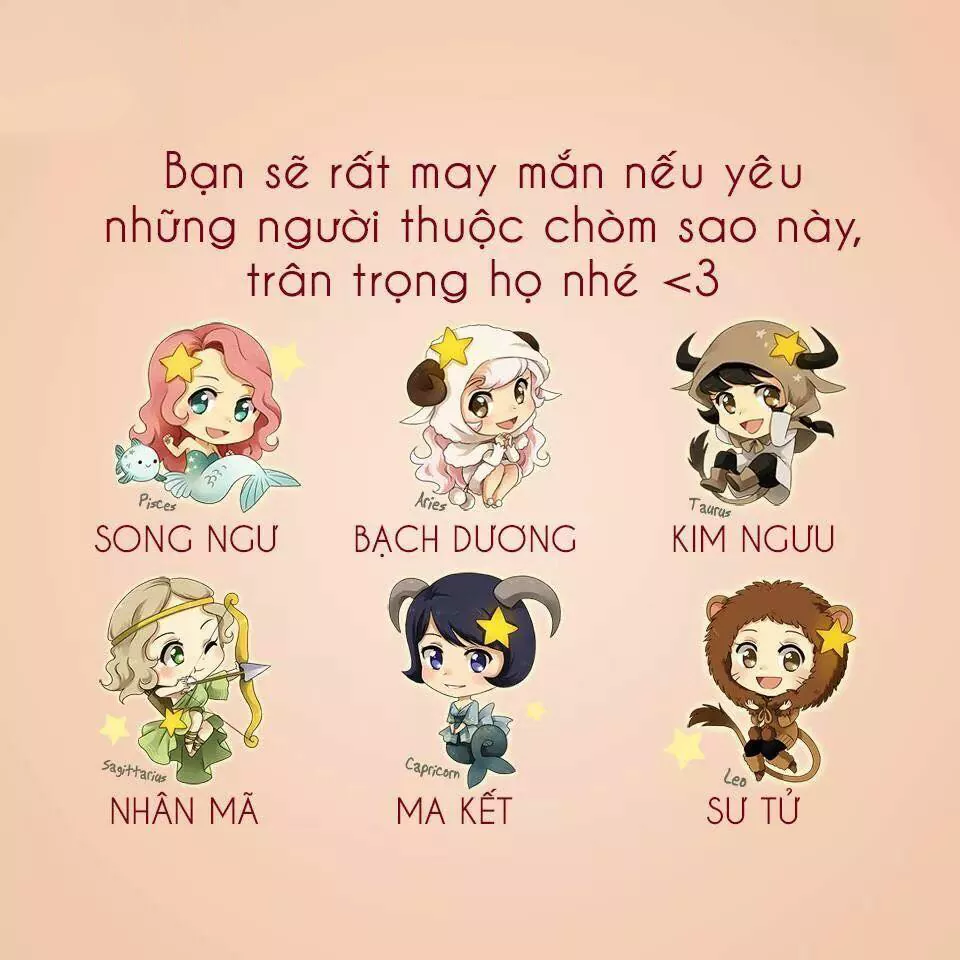 Bạn sẽ rất may mắn nếu yêu
những người thuộc chòm sao này,
trân trọng họ nhé <3
Pisces
Aries
Taurus
SONG NGƯ
BẠCH DƯƠNG
KIM NGƯU
Sagittarius
Capricorn
Leo
NHÂN MÃ
MA KẾT
SƯ TỬ